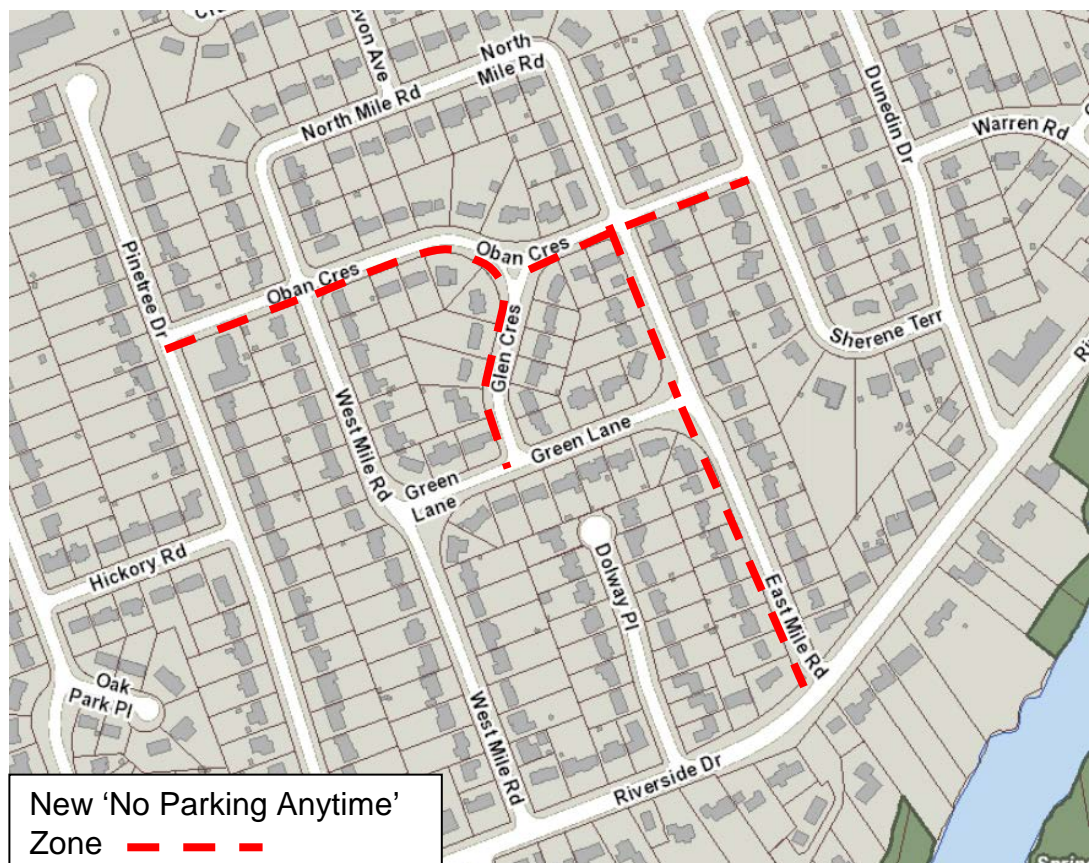 North
Mile Rd
North Mile Rd
Dunedin Dr
Warren Rd
Pinetree Dr
Oban Cres
Oban Cres
Glen Cres
Sherene Terr
West Mile Rd
Green Lane
Green
Lane
Hickory Rd
Dolway Pl
East Mile Rd
Oak
Park Pl
West Mile Rd
Riverside Dr
New ‘No Parking Anytime’
Zone